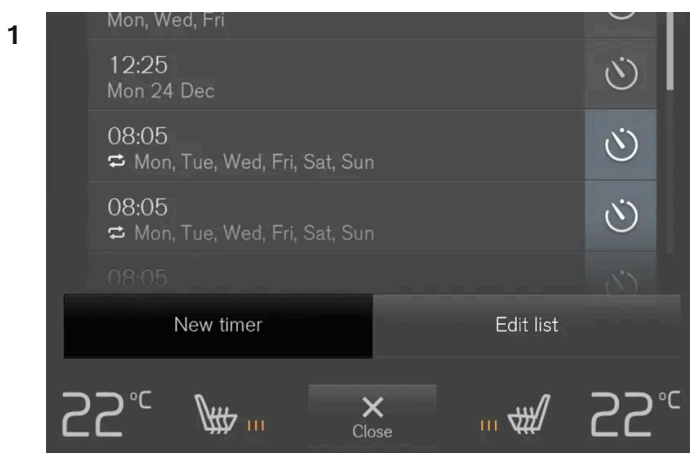 1
Mon, Wed, Fri
12:25
Mon 24 Dec
08:05
Mon, Tue, Wed, Fri, Sat, Sun
08:05
Mon, Tue, Wed, Fri, Sat, Sun
08:05
New timer Edit list
22°C Close 22°C